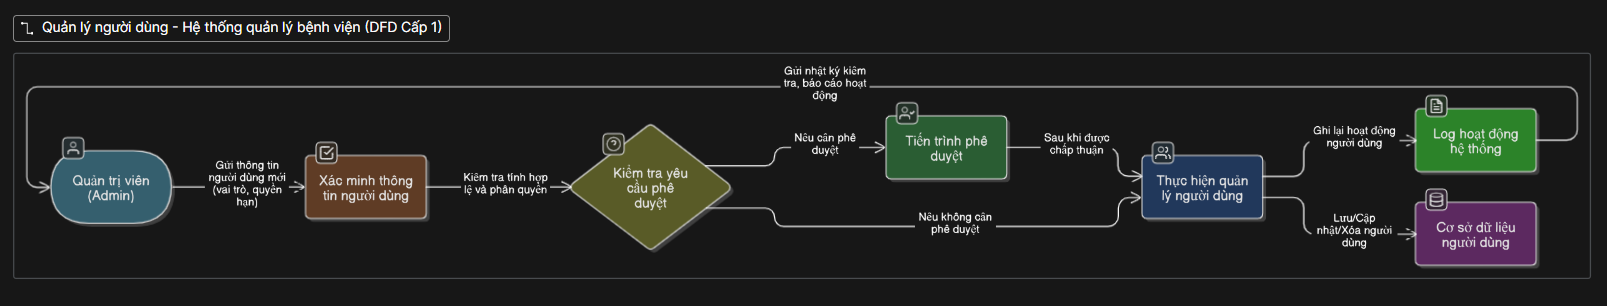 Quản lý người dùng - Hệ thống quản lý bệnh viện (DFD Cấp 1)
Gửi nhật ký kiểm
tra, báo cáo hoạt
động
Quản trị viên
(Admin)
Gửi thông tin
người dùng mới
(vai trò, quyền
hạn)
Xác minh thông
tin người dùng
Kiểm tra tính hợp
lệ và phân quyền
Kiểm tra yêu
cầu phê
duyệt
Nếu cần phê
duyệt
Tiến trình phê
duyệt
Sau khi được
chấp thuận
Nếu không cần
phê duyệt
Thực hiện quản
lý người dùng
Ghi lại hoạt động
người dùng
Log hoạt động
hệ thống
Lưu/Cập
nhật/Xóa người
dùng
Cơ sở dữ liệu
người dùng